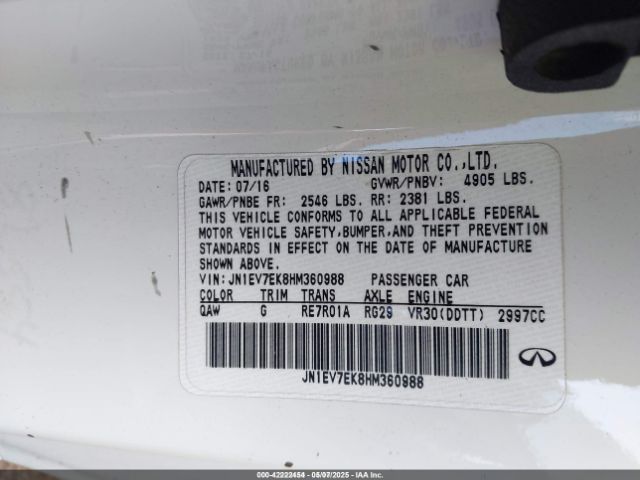 MANUFACTURED BY NISSAN MOTOR CO.,LTD.
DATE: 07/16 GVWR/PNBV: 4905 LBS.
GAWR/PNBE FR: 2546 LBS. RR: 2381 LBS.
THIS VEHICLE CONFORMS TO ALL APPLICABLE FEDERAL
MOTOR VEHICLE SAFETY,BUMPER,AND THEFT PREVENTION
STANDARDS IN EFFECT ON THE DATE OF MANUFACTURE
SHOWN ABOVE.
VIN: JN1EV7EK8HM360988 PASSENGER CAR
COLOR TRIM TRANS AXLE ENGINE
QAW G RE7R01A RG29 VR30(DDTT) 2997CC
JN1EV7EK8HM360988
000-42222454 - 05/07/2025 - IAAI.COM